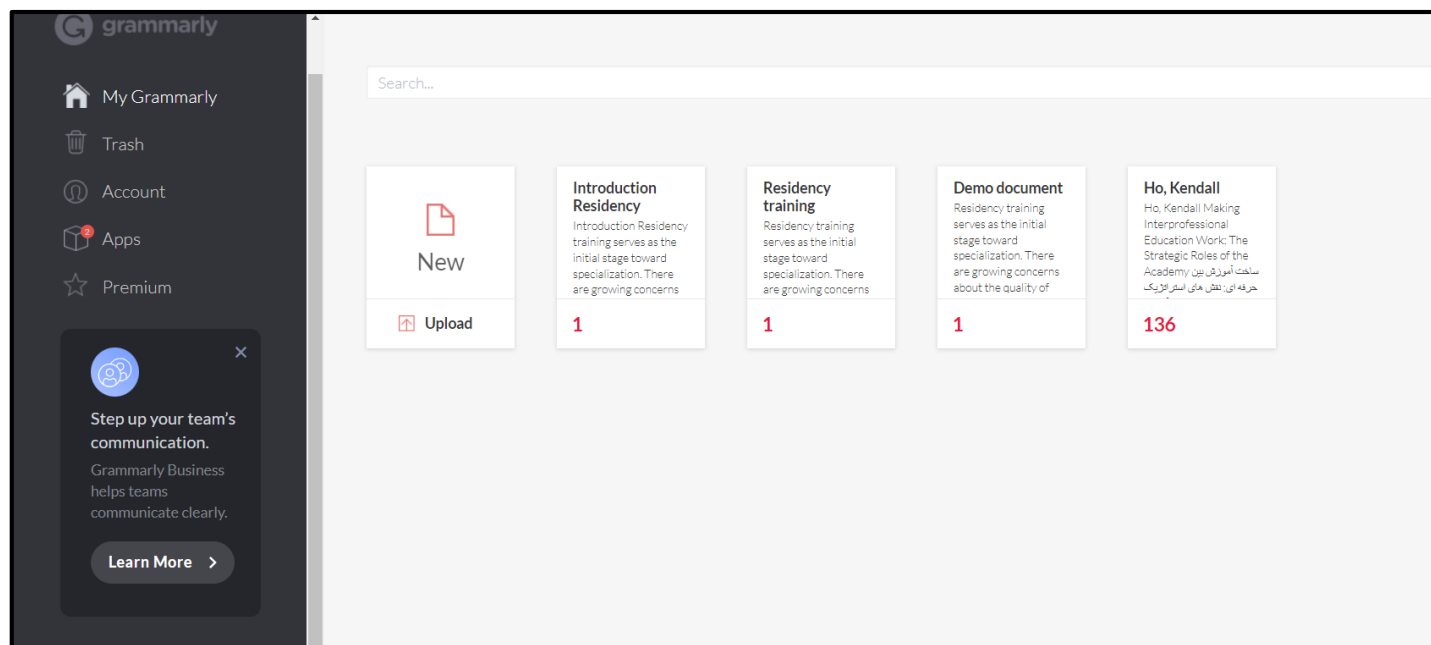 grammarly
My Grammarly
Trash
Account
2
Apps
Premium
Step up your team's
communication.
Grammarly Business
helps teams
communicate clearly.
Learn More
Search...
New
Upload
Introduction
Residency
Introduction Residency
training serves as the
initial stage toward
specialization. There
are growing concerns
1
Residency
training
Residency training
serves as the initial
stage toward
specialization. There
are growing concerns
1
Demo document
Residency training
serves as the initial
stage toward
specialization. There
are growing concerns
about the quality of
1
Ho, Kendall
Ho, Kendall Making
Interprofessional
Education Work: The
Strategic Roles of the
Academy ساخت آموزش بین
حرفه ای: نقش های استراتژیک
136